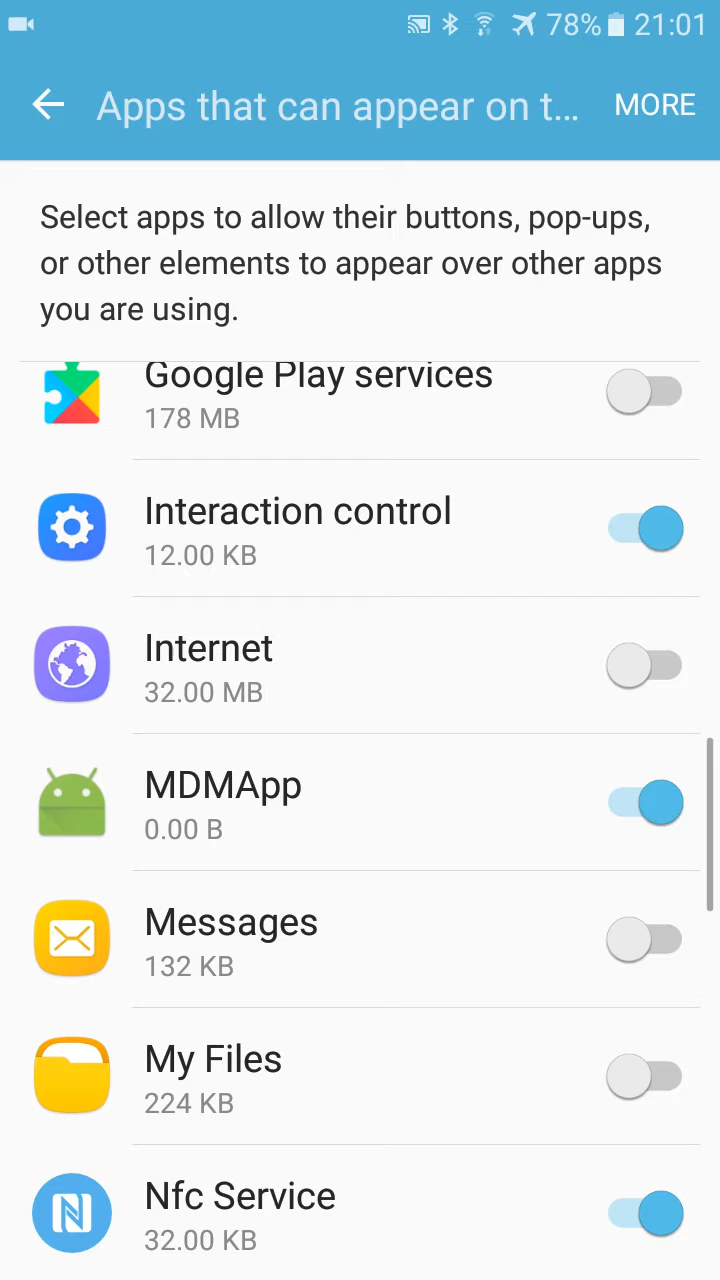 78% 21:01
Apps that can appear on t... MORE
Select apps to allow their buttons, pop-ups,
or other elements to appear over other apps
you are using.
Google Play services
178 MB
Interaction control
12.00 KB
Internet
32.00 MB
MDMApp
0.00 B
Messages
132 KB
My Files
224 KB
Nfc Service
32.00 KB